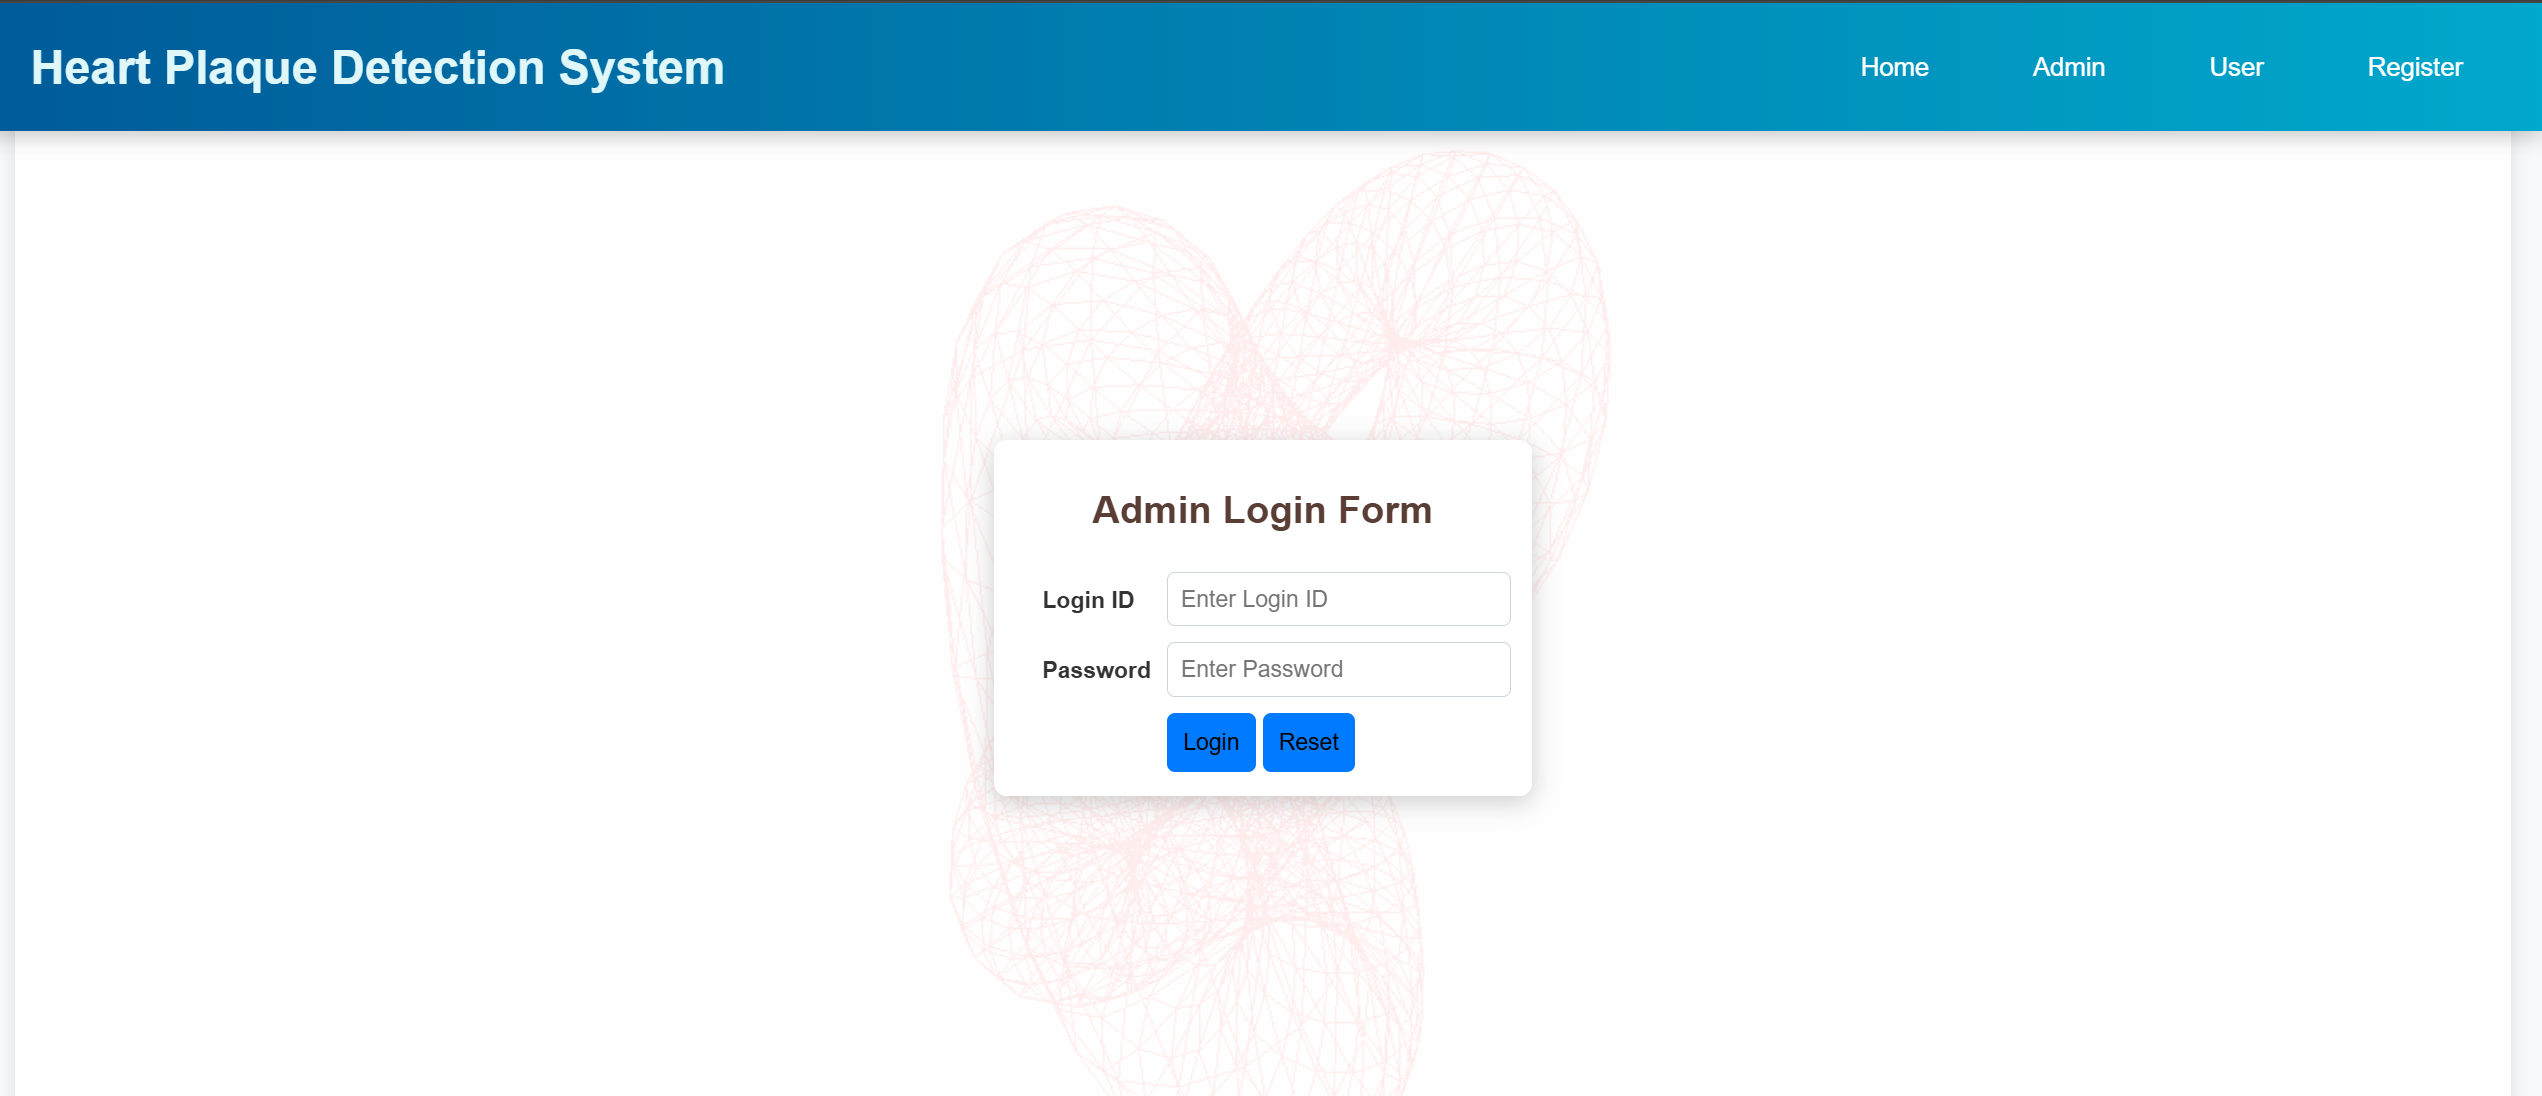 Heart Plaque Detection System
Home Admin User Register
Admin Login Form
Login ID Enter Login ID
Password Enter Password
Login Reset